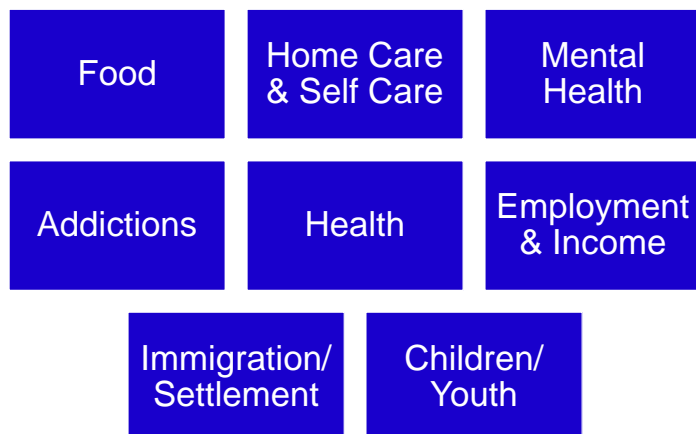 Food
Home Care
& Self Care
Mental
Health
Addictions
Health
Employment
& Income
Immigration/
Settlement
Children/
Youth